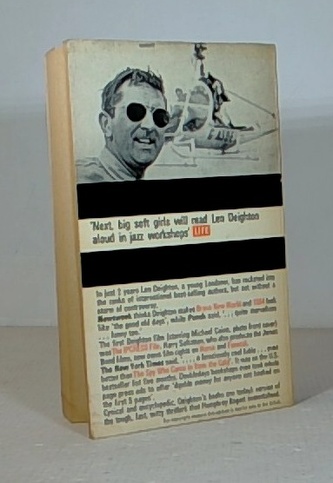 'Next, big soft girls will read Len Deighton
aloud in jazz workshops' LIFE
In just 2 years Len Deighton, a young Londoner, has rocketed into
the ranks of international best-selling authors, but not without a
storm of controversy.
Newsweek thinks Deighton makes Brave New World and 1984 look
like 'the good old days', while Punch said, '... quite marvellous
... funny too.'
The first Deighton Film (starring Michael Caine, photo front cover)
was The IPCRESS File, Harry Saltzman, who also produces the James
Bond films, now owns film rights on Horse and Funeral.
The New York Times said, '... a ferociously cool fable ... even
better than The Spy Who Came in from the Cold'. It was on the U.S.
bestseller list five months. Doubleday bookshops even took whole
page press ads to offer 'double money for anyone not hooked on
the first 5 pages'.
Cynical and encyclopedic, Deighton's books are
the tough, last, witty thrillers that Humphrey Bogart